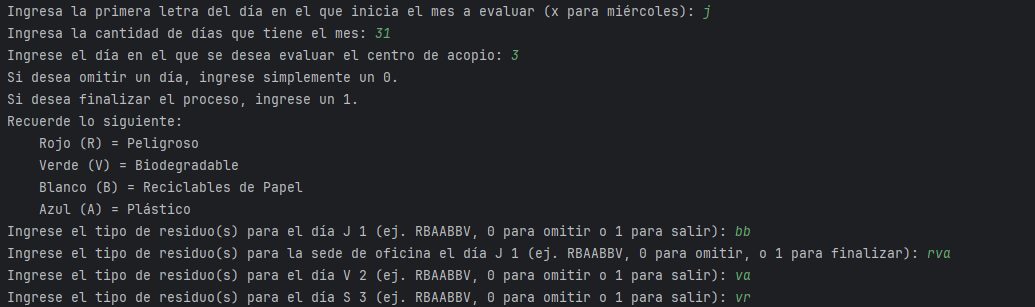 Ingresa la primera letra del día en el que inicia el mes a evaluar (x para miércoles): j
Ingresa la cantidad de días que tiene el mes: 31
Ingrese el día en el que se desea evaluar el centro de acopio: 3
Si desea omitir un día, ingrese simplemente un 0.
Si desea finalizar el proceso, ingrese un 1.
Recuerde lo siguiente:
    Rojo (R) = Peligroso
    Verde (V) = Biodegradable
    Blanco (B) = Reciclables de Papel
    Azul (A) = Plástico
Ingrese el tipo de residuo(s) para el día J 1 (ej. RBAABBV, 0 para omitir o 1 para salir): bb
Ingrese el tipo de residuo(s) para la sede de oficina el día J 1 (ej. RBAABBV, 0 para omitir, o 1 para finalizar): rva
Ingrese el tipo de residuo(s) para el día V 2 (ej. RBAABBV, 0 para omitir o 1 para salir): va
Ingrese el tipo de residuo(s) para el día S 3 (ej. RBAABBV, 0 para omitir o 1 para salir): vr